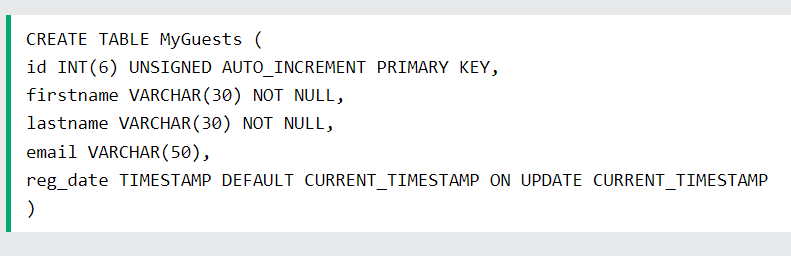 CREATE TABLE MyGuests (
id INT(6) UNSIGNED AUTO_INCREMENT PRIMARY KEY,
firstname VARCHAR(30) NOT NULL,
lastname VARCHAR(30) NOT NULL,
email VARCHAR(50),
reg_date TIMESTAMP DEFAULT CURRENT_TIMESTAMP ON UPDATE CURRENT_TIMESTAMP
)